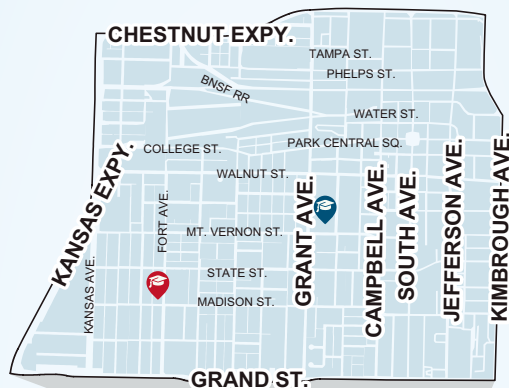 CHESTNUT EXPY.
TAMPA ST.
PHELPS ST.
BNSF RR
WATER ST.
PARK CENTRAL SQ.
COLLEGE ST.
WALNUT ST.
KANSAS EXPY.
FORT AVE.
GRANT AVE.
CAMPBELL AVE.
SOUTH AVE.
JEFFERSON AVE.
KIMBROUGH AVE.
MT. VERNON ST.
KANSAS AVE.
STATE ST.
MADISON ST.
GRAND ST.